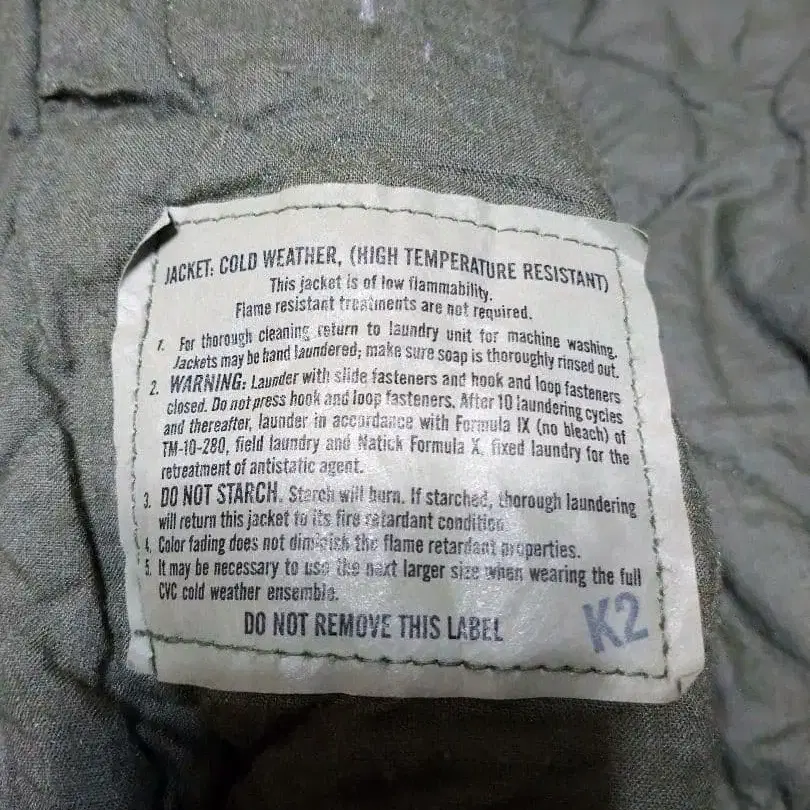 JACKET: COLD WEATHER, (HIGH TEMPERATURE RESISTANT)
This jacket is of low flammability.
Flame resistant treatments are not required.
1. For thorough cleaning return to laundry unit for machine washing.
Jackets may be hand laundered; make sure soap is thoroughly rinsed out.
2. WARNING: Launder with slide fasteners and hook and loop fasteners
closed. Do not press hook and loop fasteners. After 10 laundering cycles
and thereafter, launder in accordance with Formula IX (no bleach) of
TM-10-280, field laundry and Natick Formula X, fixed laundry for the
retreatment of antistatic agent.
3. DO NOT STARCH. Starch will burn. If starched, thorough laundering
will return this jacket to its fire retardant condition
4. Color fading does not diminish the flame retardant properties.
5. It may be necessary to use the next larger size when wearing the full
CVC cold weather ensemble.
DO NOT REMOVE THIS LABEL
K2